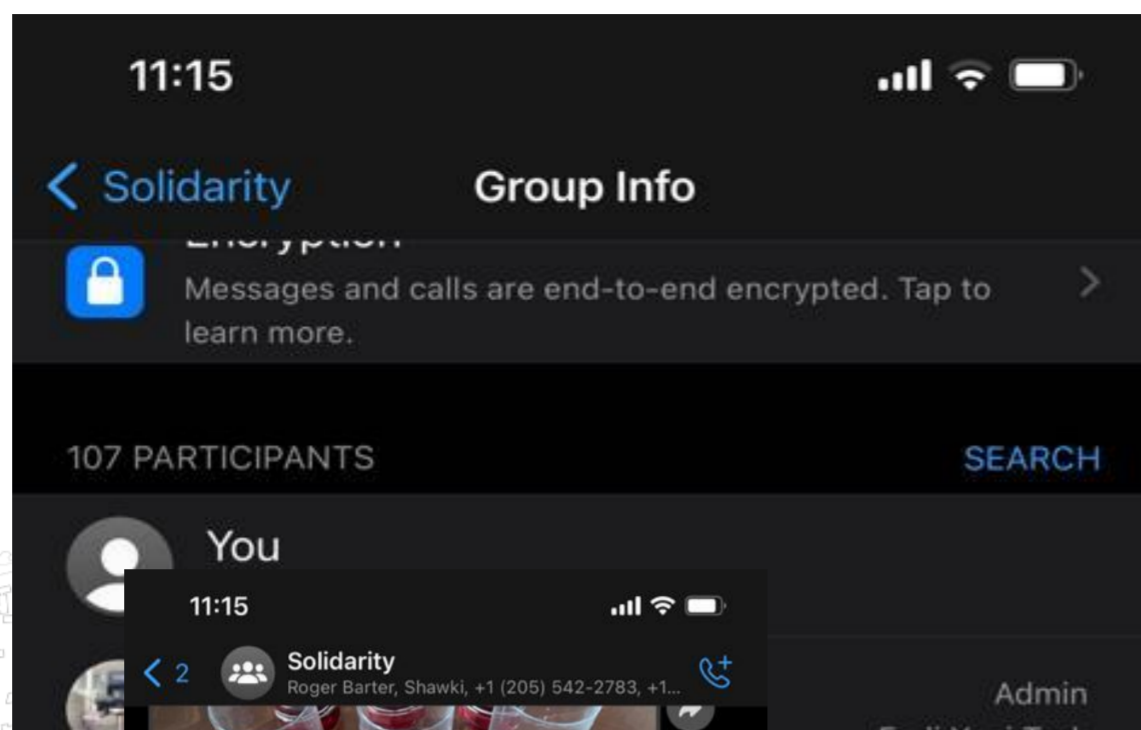 11:15
Solidarity
Group Info
Encryption
Messages and calls are end-to-end encrypted. Tap to
learn more.
107 PARTICIPANTS
SEARCH
You
11:15
2
Solidarity
Roger Barter, Shawki, +1 (205) 542-2783, +1...
Admin